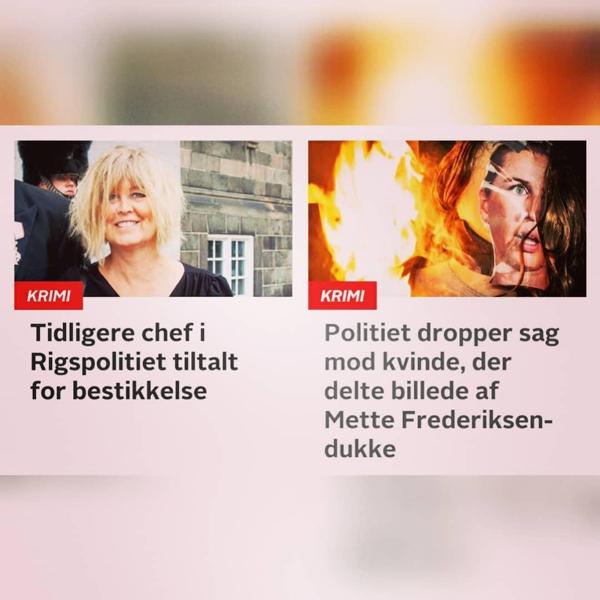 KRIMI
Tidligere chef i
Rigspolitiet tiltalt
for bestikkelse
KRIMI
Politiet dropper sag
mod kvinde, der
delte billede af
Mette Frederiksen-
dukke